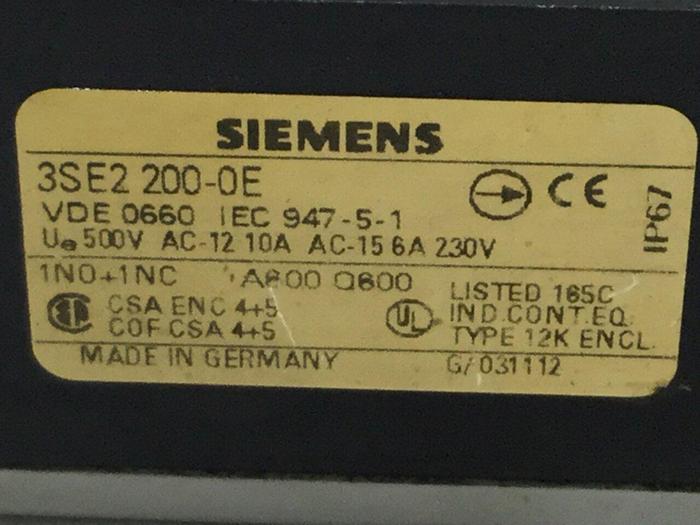 SIEMENS
3SE2 200-0E
CE
VDE 0660 IEC 947-5-1
IP67
Ue 500V AC-12 10A AC-15 6A 230V
1NO+1NC A600 Q600
LISTED 165C
CSA ENC 4+5
UL
IND.CONT.EQ.
COF CSA 4+5
TYPE 12K ENCL.
MADE IN GERMANY
G/031112